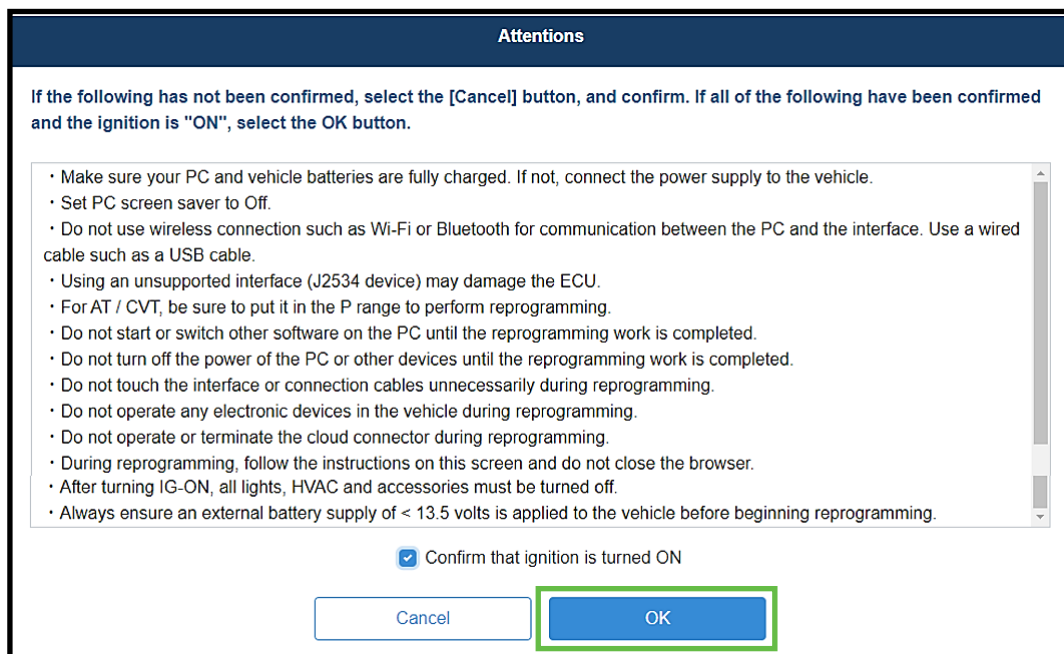 Attentions
If the following has not been confirmed, select the [Cancel] button, and confirm. If all of the following have been confirmed
and the ignition is "ON", select the OK button.
・Make sure your PC and vehicle batteries are fully charged. If not, connect the power supply to the vehicle.
・Set PC screen saver to Off.
・Do not use wireless connection such as Wi-Fi or Bluetooth for communication between the PC and the interface. Use a wired
cable such as a USB cable.
・Using an unsupported interface (J2534 device) may damage the ECU.
・For AT / CVT, be sure to put it in the P range to perform reprogramming.
・Do not start or switch other software on the PC until the reprogramming work is completed.
・Do not turn off the power of the PC or other devices until the reprogramming work is completed.
・Do not touch the interface or connection cables unnecessarily during reprogramming.
・Do not operate any electronic devices in the vehicle during reprogramming.
・Do not operate or terminate the cloud connector during reprogramming.
・During reprogramming, follow the instructions on this screen and do not close the browser.
・After turning IG-ON, all lights, HVAC and accessories must be turned off.
・Always ensure an external battery supply of < 13.5 volts is applied to the vehicle before beginning reprogramming.
Confirm that ignition is turned ON
Cancel
OK